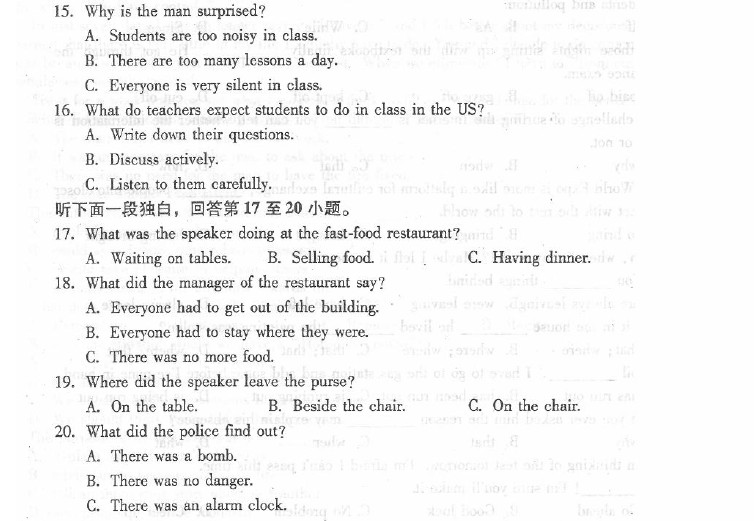 15. Why is the man surprised?
A. Students are too noisy in class.
B. There are too many lessons a day.
C. Everyone is very silent in class.
16. What do teachers expect students to do in class in the US?
A. Write down their questions.
B. Discuss actively.
C. Listen to them carefully.
听下面一段独白，回答第 17 至 20 小题。
17. What was the speaker doing at the fast-food restaurant?
A. Waiting on tables. B. Selling food. C. Having dinner.
18. What did the manager of the restaurant say?
A. Everyone had to get out of the building.
B. Everyone had to stay where they were.
C. There was no more food.
19. Where did the speaker leave the purse?
A. On the table. B. Beside the chair. C. On the chair.
20. What did the police find out?
A. There was a bomb.
B. There was no danger.
C. There was an alarm clock.